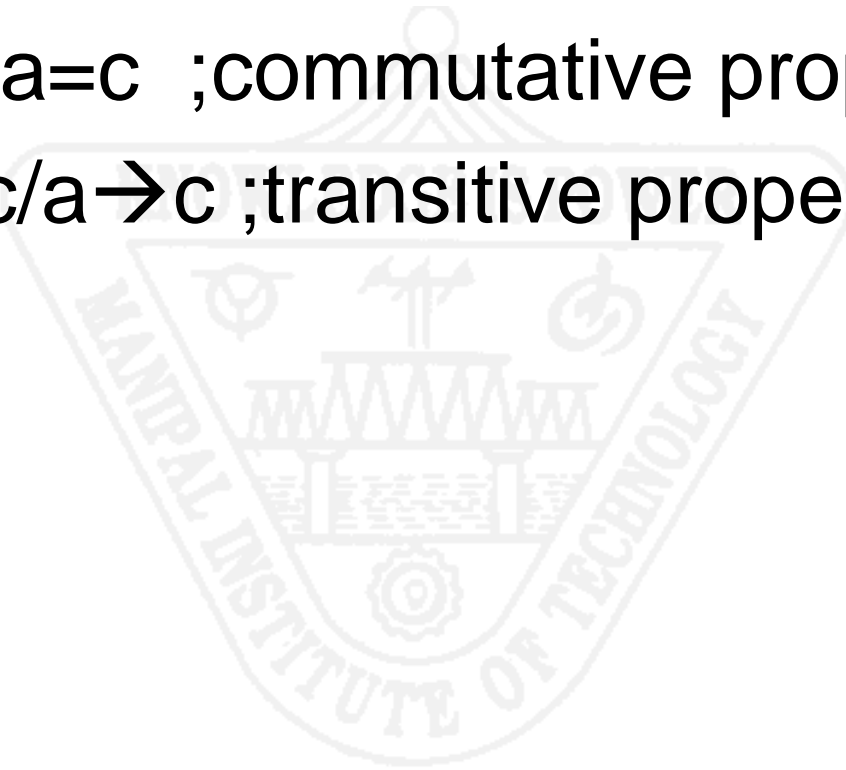 a=c ;commutative prop
c/a→c ;transitive prope
MANIPAL INSTITUTE OF TECHNOLOGY